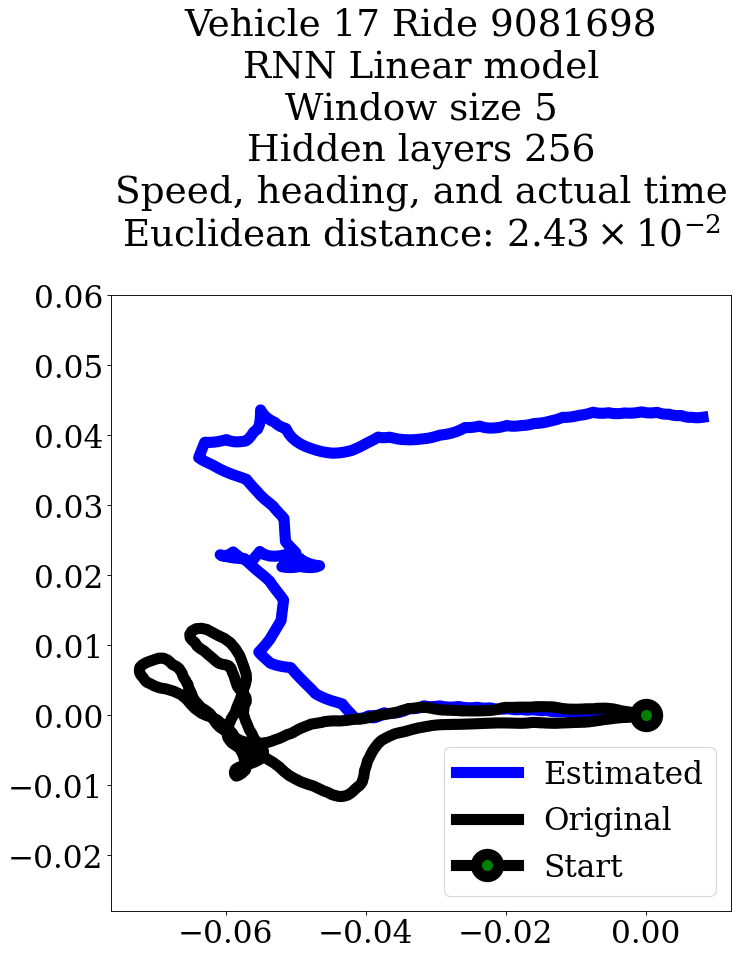 Vehicle 17 Ride 9081698
RNN Linear model
Window size 5
Hidden layers 256
Speed, heading, and actual time
Euclidean distance: 2.43 × 10⁻²
0.06
0.05
0.04
0.03
0.02
0.01
0.00
−0.01
−0.02
Estimated
Original
Start
−0.06 −0.04 −0.02 0.00